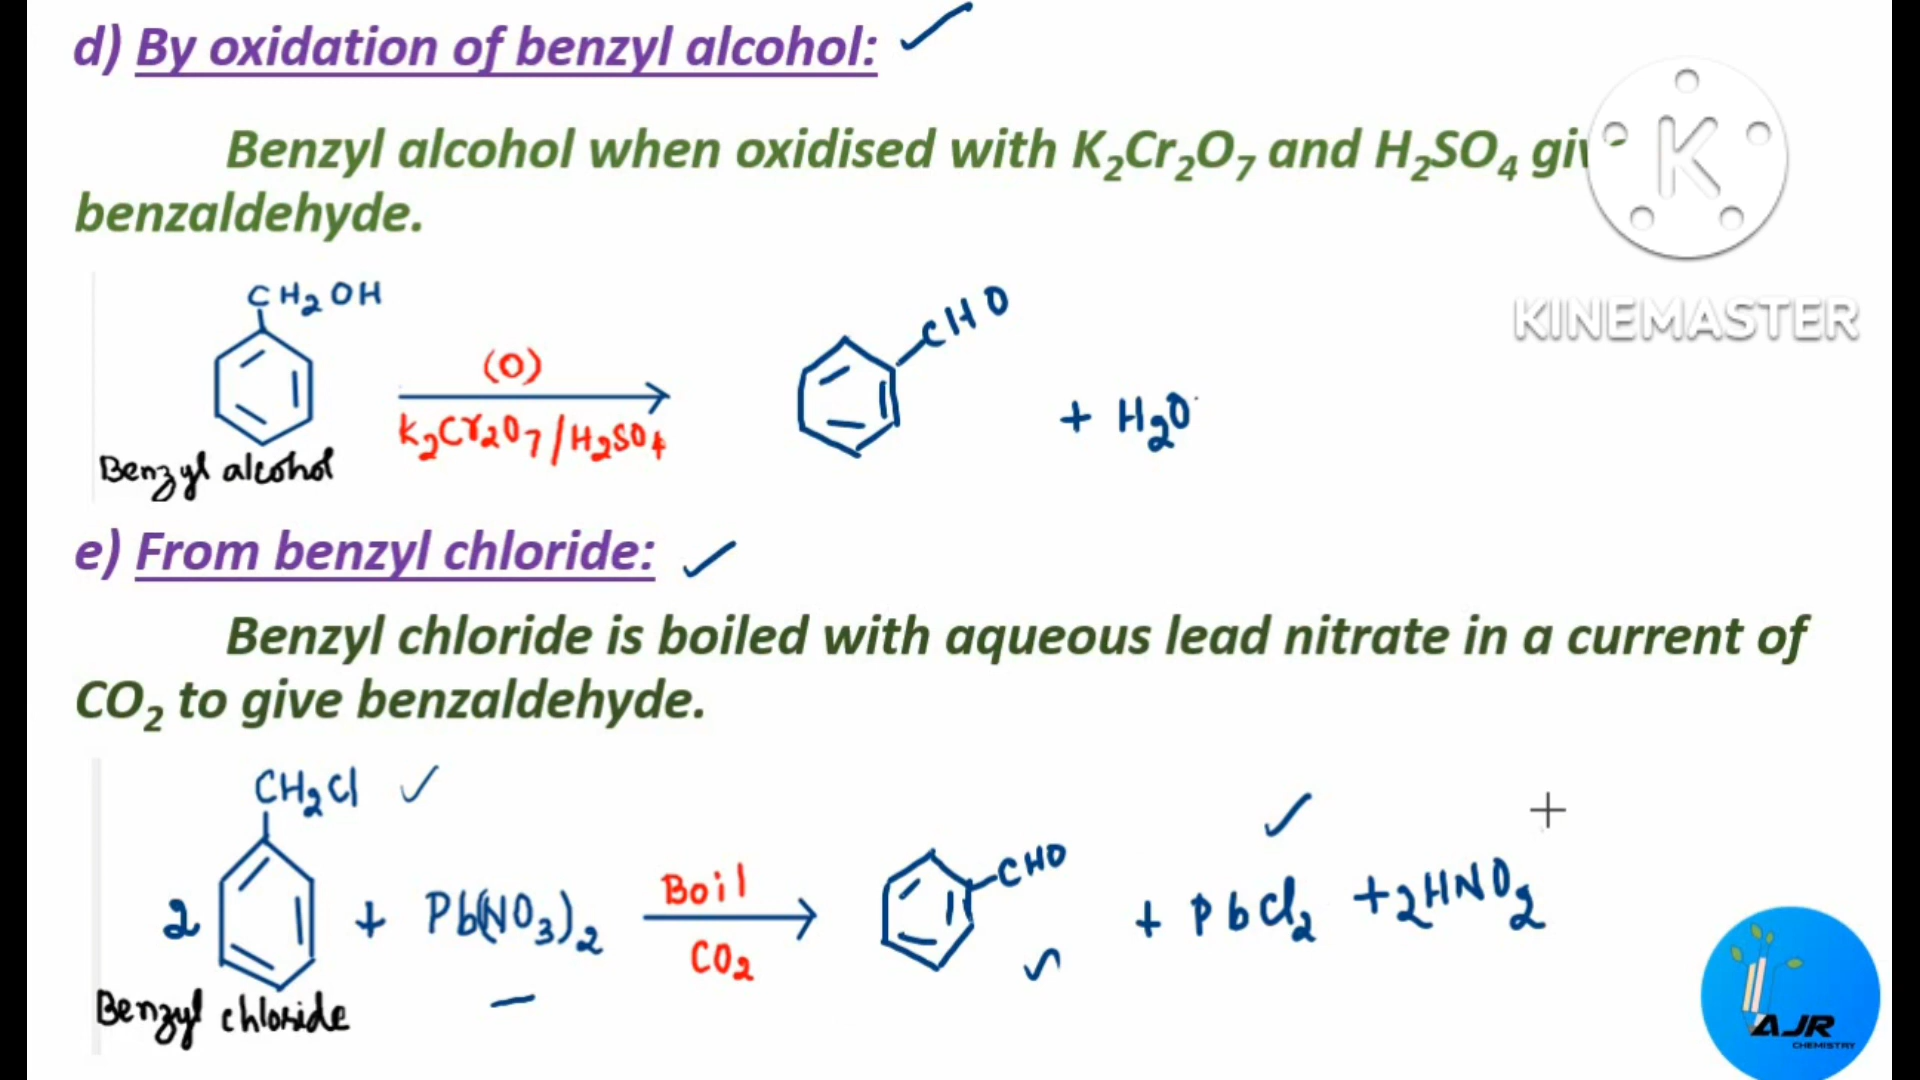 d) By oxidation of benzyl alcohol:
Benzyl alcohol when oxidised with K₂Cr₂O₇ and H₂SO₄ giv
benzaldehyde.
KINEMASTER
CH₂OH
(O)
K₂Cr₂O₇/H₂SO₄
CHO
+ H₂O
Benzyl alcohol
e) From benzyl chloride:
Benzyl chloride is boiled with aqueous lead nitrate in a current of
CO₂ to give benzaldehyde.
CH₂Cl
2 + Pb(NO₃)₂
Boil
CO₂
CHO
+ PbCl₂ + 2HNO₂
Benzyl chloride
AJR
CHEMISTRY